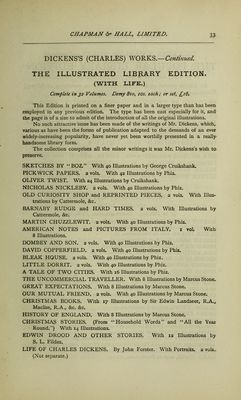 CHAPMAN & HALL, LIMITED. 33
DICKENS'S (CHARLES) WORKS.—Continued.
THE ILLUSTRATED LIBRARY EDITION.
(WITH LIFE.)
Complete in 32 Volumes. Demy 8vo, 10s. each; or set, £16.
This Edition is printed on a finer paper and in a larger type than has been
employed in any previous edition. The type has been cast especially for it, and
the page is of a size to admit of the introduction of all the original illustrations.
No such attractive issue has been made of the writings of Mr. Dickens, which,
various as have been the forms of publication adapted to the demands of an ever
widely-increasing popularity, have never yet been worthily presented in a really
handsome library form.
The collection comprises all the minor writings it was Mr. Dickens's wish to
preserve.
SKETCHES BY "BOZ." With 40 Illustrations by George Cruikshank.
PICKWICK PAPERS. 2 vols. With 42 Illustrations by Phiz.
OLIVER TWIST. With 24 Illustrations by Cruikshank.
NICHOLAS NICKLEBY. 2 vols. With 40 Illustrations by Phiz.
OLD CURIOSITY SHOP and REPRINTED PIECES. 2 vols. With Illus-
trations by Cattermole, &c.
BARNABY RUDGE and HARD TIMES. 2 vols. With Illustrations by
Cattermole, &c.
MARTIN CHUZZLEWIT. 2 vols. With 40 Illustrations by Phiz.
AMERICAN NOTES and PICTURES FROM ITALY. 1 vol. With
8 Illustrations.
DOMBEY AND SON. 2 vols. With 40 Illustrations by Phiz.
DAVID COPPERFIELD. 2 vols. With 40 Illustrations by Phiz.
BLEAK HOUSE. 2 vols. With 40 Illustrations by Phiz.
LITTLE DORRIT. 2 vols. With 40 Illustrations by Phiz.
A TALE OF TWO CITIES. With 16 Illustrations by Phiz.
THE UNCOMMERCIAL TRAVELLER. With 8 Illustrations by Marcus Stone.
GREAT EXPECTATIONS. With 8 Illustrations by Marcus Stone.
OUR MUTUAL FRIEND. 2 vols. With 40 Illustrations by Marcus Stone.
CHRISTMAS BOOKS. With 17 Illustrations by Sir Edwin Landseer, R.A.,
Maclise, R.A., &c. &c.
HISTORY OF ENGLAND. With 8 Illustrations by Marcus Stone.
CHRISTMAS STORIES. (From "Household Words" and "All the Year
Round.") With 14 Illustrations.
EDWIN DROOD AND OTHER STORIES. With 12 Illustrations by
S. L. Fildes.
LIFE OF CHARLES DICKENS. By John Forster. With Portraits. 2 vols.
(Not separate.)